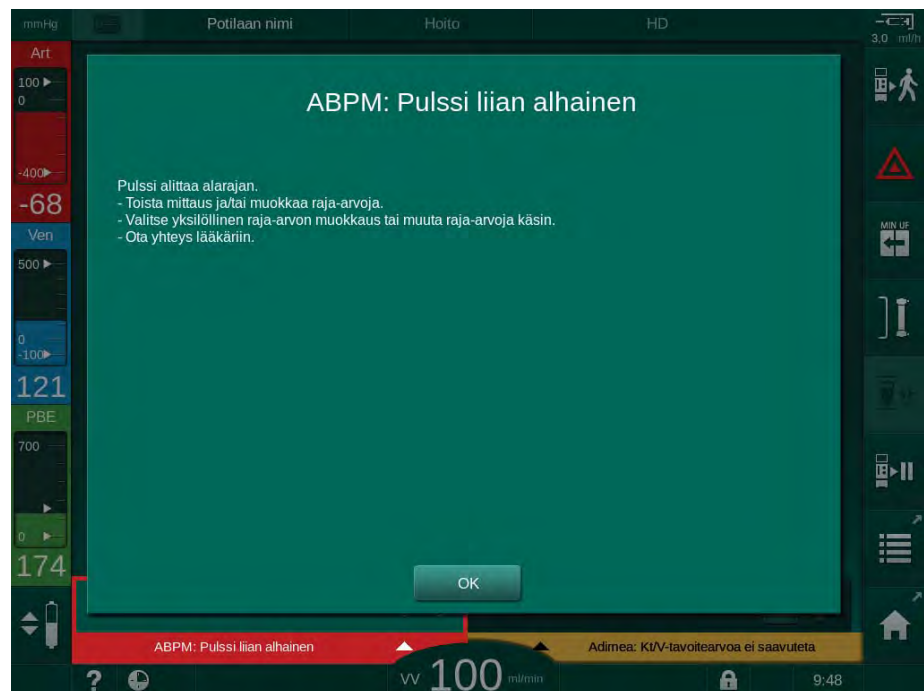 mmHg
Potilaan nimi
Hoito
HD
3,0 ml/h
Art
100
0
-400
-68
Ven
500
0
-100
121
PBE
700
0
174
ABPM: Pulssi liian alhainen
Pulssi alittaa alarajan.
- Toista mittaus ja/tai muokkaa raja-arvoja.
- Valitse yksilöllinen raja-arvon muokkaus tai muuta raja-arvoja käsin.
- Ota yhteys lääkäriin.
OK
MIN UF
ABPM: Pulssi liian alhainen
Adimea: Kt/V-tavoitearvoa ei saavuteta
?
VV 100 ml/min
9:48